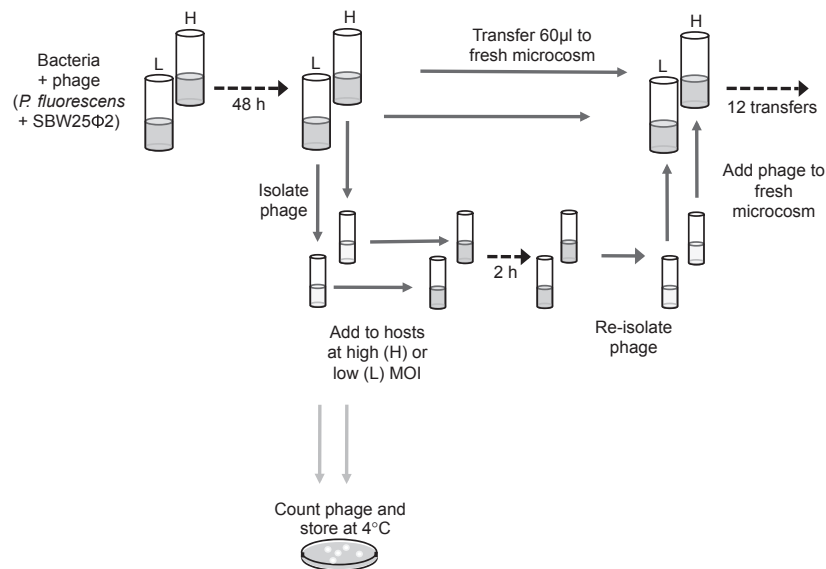 Bacteria
+ phage
(P. fluorescens
+ SBW25Φ2)
L
H
48 h
L
H
Transfer 60µl to
fresh microcosm
L
H
12 transfers
Isolate
phage
Add phage to
fresh
microcosm
2 h
Add to hosts
at high (H) or
low (L) MOI
Re-isolate
phage
Count phage and
store at 4°C